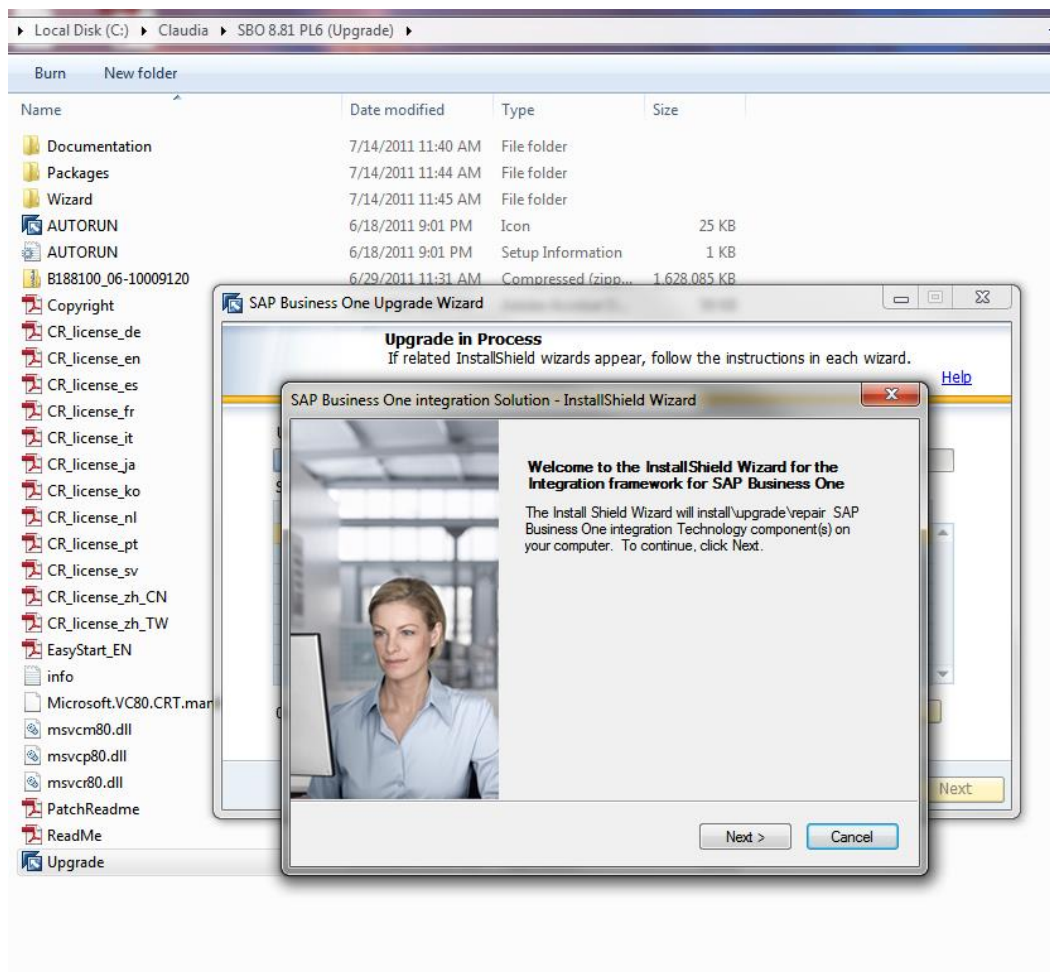 Local Disk (C:) Claudia SBO 8.81 PL6 (Upgrade)
Burn New folder
Name Date modified Type Size
Documentation 7/14/2011 11:40 AM File folder
Packages 7/14/2011 11:44 AM File folder
Wizard 7/14/2011 11:45 AM File folder
AUTORUN 6/18/2011 9:01 PM Icon 25 KB
AUTORUN 6/18/2011 9:01 PM Setup Information 1 KB
B188100_06-10009120 6/29/2011 11:31 AM Compressed (zipp... 1.628.085 KB
Copyright
CR_license_de
CR_license_en
CR_license_es
CR_license_fr
CR_license_it
CR_license_ja
CR_license_ko
CR_license_nl
CR_license_pt
CR_license_sv
CR_license_zh_CN
CR_license_zh_TW
EasyStart_EN
info
Microsoft.VC80.CRT.mar
msvcm80.dll
msvcp80.dll
msvcr80.dll
PatchReadme
ReadMe
Upgrade
SAP Business One Upgrade Wizard
Upgrade in Process
If related InstallShield wizards appear, follow the instructions in each wizard.
Help
SAP Business One integration Solution - InstallShield Wizard
Welcome to the InstallShield Wizard for the
Integration framework for SAP Business One
The Install Shield Wizard will install\upgrade\repair SAP
Business One integration Technology component(s) on
your computer. To continue, click Next.
Next > Cancel
Next